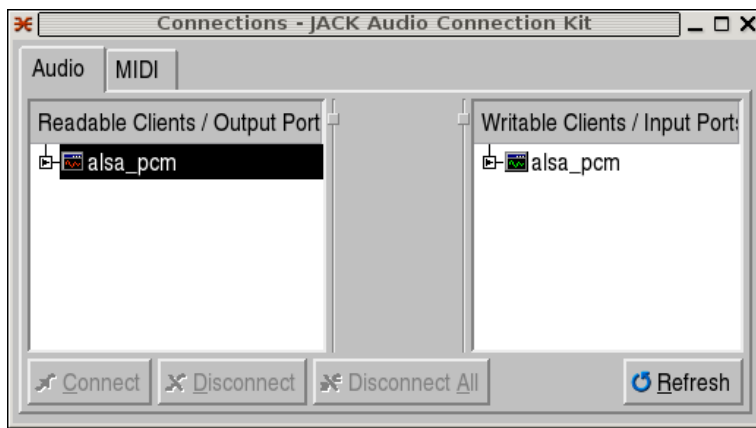 Connections - JACK Audio Connection Kit
Audio MIDI
Readable Clients / Output Port Writable Clients / Input Ports
alsa_pcm alsa_pcm
Connect Disconnect Disconnect All Refresh